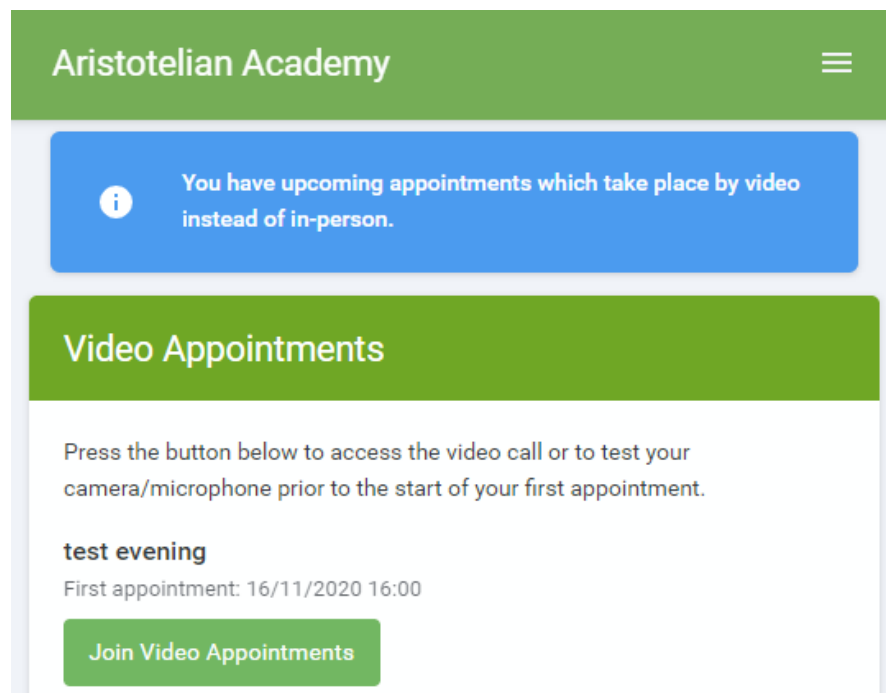 Aristotelian Academy
You have upcoming appointments which take place by video
instead of in-person.
Video Appointments
Press the button below to access the video call or to test your
camera/microphone prior to the start of your first appointment.
test evening
First appointment: 16/11/2020 16:00
Join Video Appointments